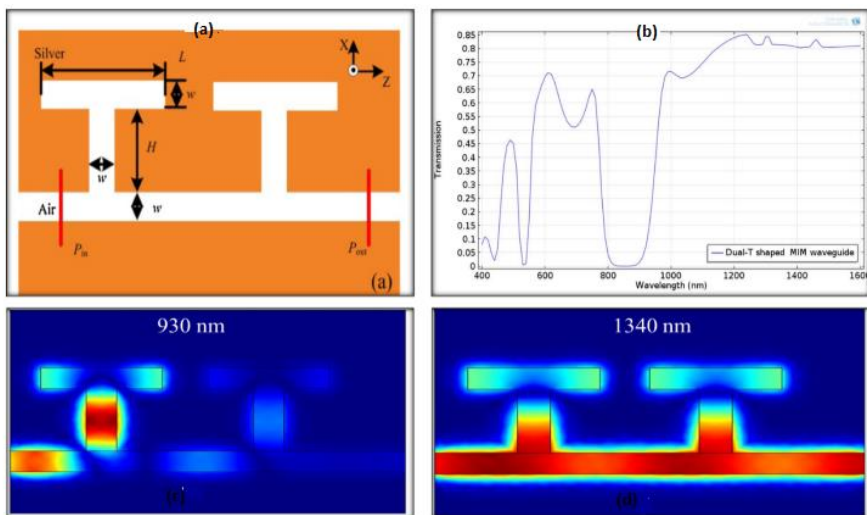 (a)
Silver
L
X
Z
w
H
w
w
Air
Pin
Pout
(a)
(b)
0.85
0.8
0.75
0.7
0.65
0.6
0.55
0.5
0.45
0.4
0.35
0.3
0.25
0.2
0.15
0.1
0.05
0
Transmission
Dual-T shaped MIM waveguide
400 600 800 1000 1200 1400 1600
Wavelength (nm)
930 nm
(c)
1340 nm
(d)